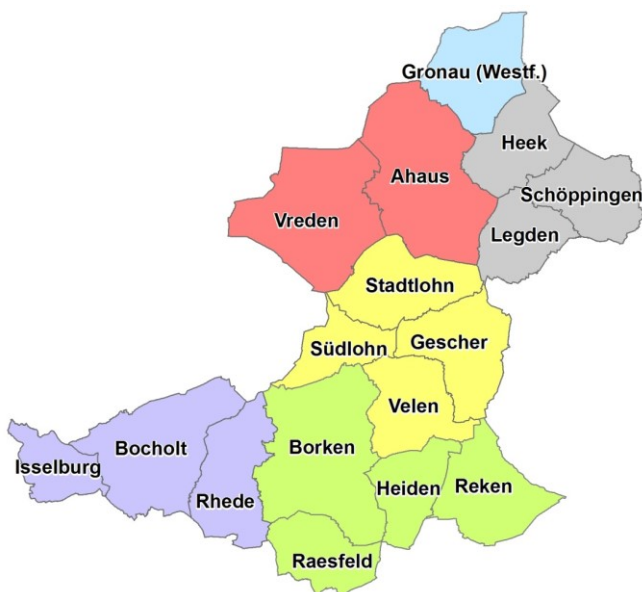 Gronau (Westf.)
Heek
Ahaus
Schöppingen
Vreden
Legden
Stadtlohn
Südlohn
Gescher
Velen
Bocholt
Borken
Isselburg
Rhede
Heiden
Reken
Raesfeld